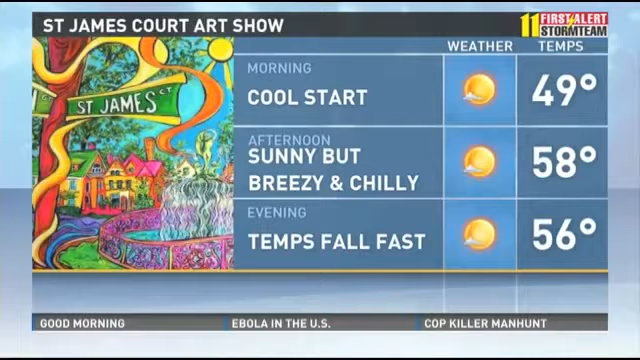 ST JAMES COURT ART SHOW
11 FIRST ALERT
STORMTEAM
WEATHER TEMPS
ST JAMES CT
CT
MORNING
COOL START
49°
AFTERNOON
SUNNY BUT
BREEZY & CHILLY
58°
EVENING
TEMPS FALL FAST
56°
GOOD MORNING EBOLA IN THE U.S. COP KILLER MANHUNT